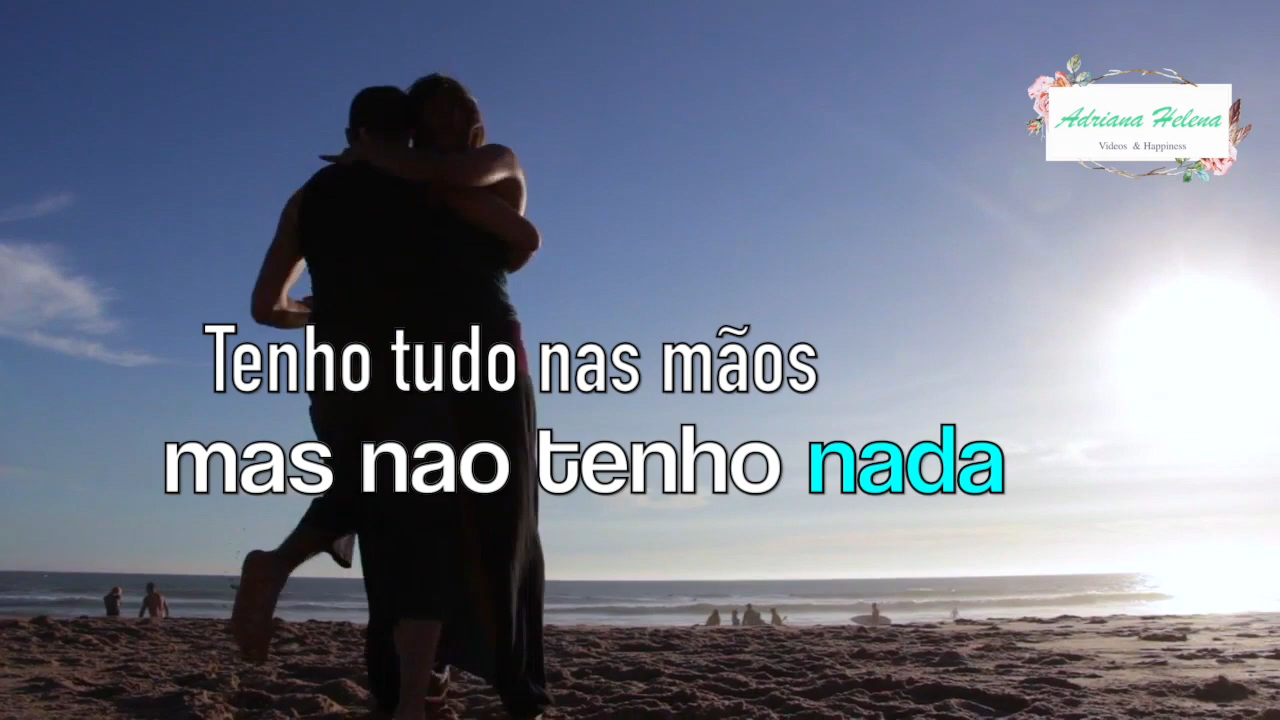 Adriana Helena
Videos & Happiness
Tenho tudo nas mãos
mas nao tenho nada